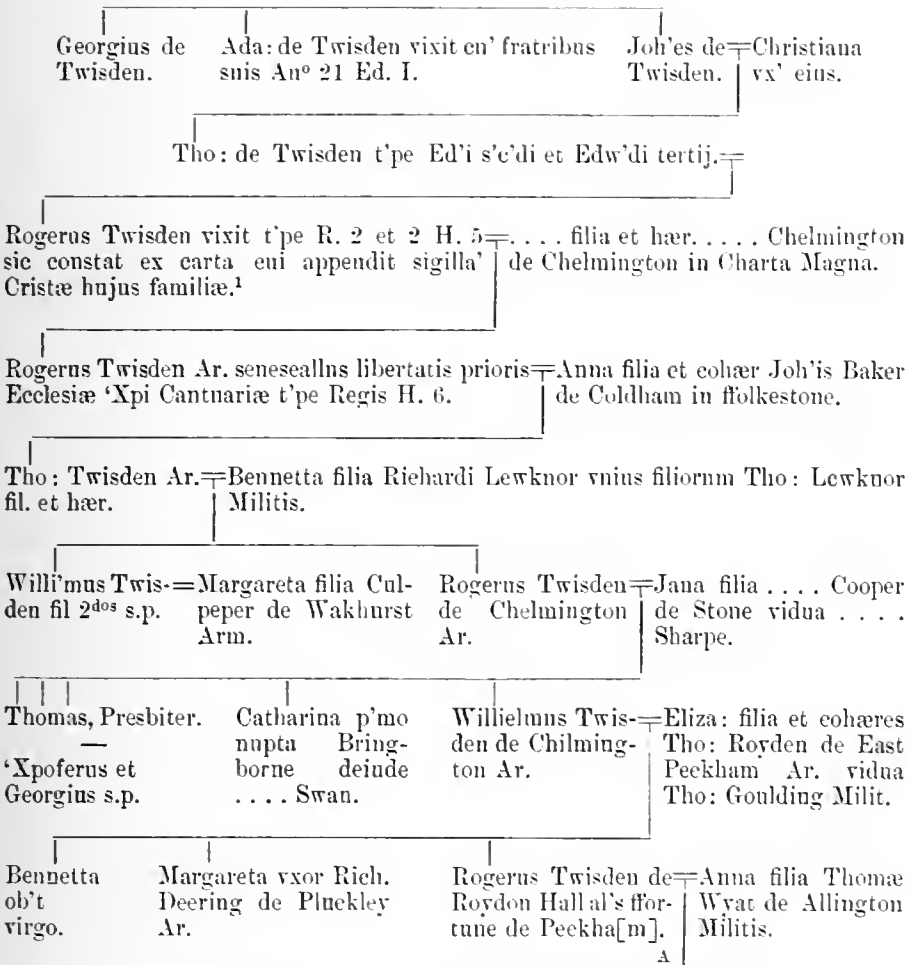 Georgius de Twisden.
Ada: de Twisden vixit cu' fratribus suis Anº 21 Ed. I.
Joh'es de Twisden.
Christiana vx' eius.
Tho: de Twisden t'pe Ed'i s'c'di et Edw'di tertij.
Rogerus Twisden vixit t'pe R. 2 et 2 H. 5
sic constat ex carta cui appendit sigilla'
Cristæ hujus familiæ.¹
. . . . filia et hær. . . . . Chelmington
de Chelmington in Charta Magna.
Rogerus Twisden Ar. senescallus libertatis prioris
Ecclesiæ ‘Xpi Cantuariæ t'pe Regis H. 6.
Anna filia et cohær Joh'is Baker
de Coldham in ffolkestone.
Tho: Twisden Ar.
fil. et hær.
Bennetta filia Richardi Lewknor vnius filiorum Tho: Lewknor
Militis.
Willi'mus Twis-
den fil 2ᵈᵒˢ s.p.
Margareta filia Cul-
peper de Wakhurst
Arm.
Rogerus Twisden
de Chelmington
Ar.
Jana filia . . . . Cooper
de Stone vidua . . . .
Sharpe.
Thomas, Presbiter.
—
‘Xpoferus et
Georgius s.p.
Catharina p'mo
nupta Bring-
borne deinde
. . . . Swan.
Willielmus Twis-
den de Chilming-
ton Ar.
Eliza: filia et cohæres
Tho: Royden de East
Peckham Ar. vidua
Tho: Goulding Milit.
Bennetta
ob't
virgo.
Margareta vxor Rich.
Deering de Pluckley
Ar.
Rogerus Twisden de
Roydon Hall al's ffor-
tune de Peckha[m].
Anna filia Thomæ
Wyat de Allington
Militis.
A